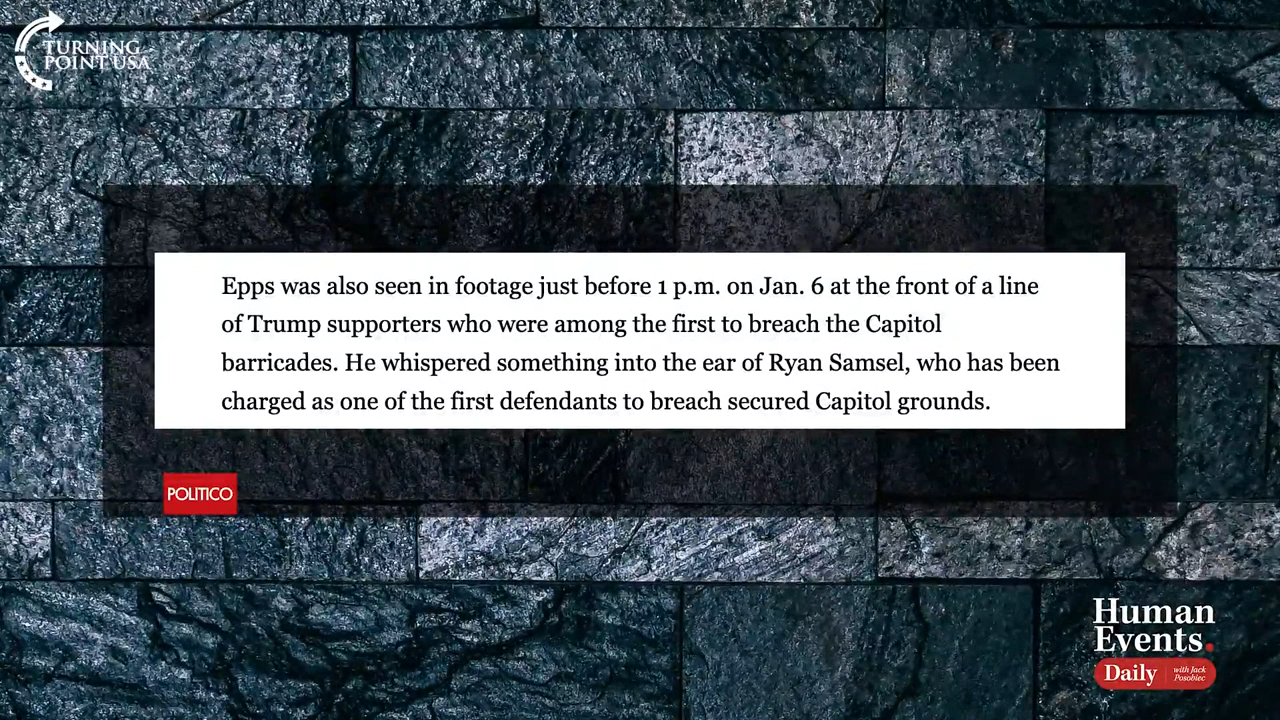 TURNING
POINT USA
Epps was also seen in footage just before 1 p.m. on Jan. 6 at the front of a line
of Trump supporters who were among the first to breach the Capitol
barricades. He whispered something into the ear of Ryan Samsel, who has been
charged as one of the first defendants to breach secured Capitol grounds.
POLITICO
Human
Events.
Daily
with Jack
Posobiec